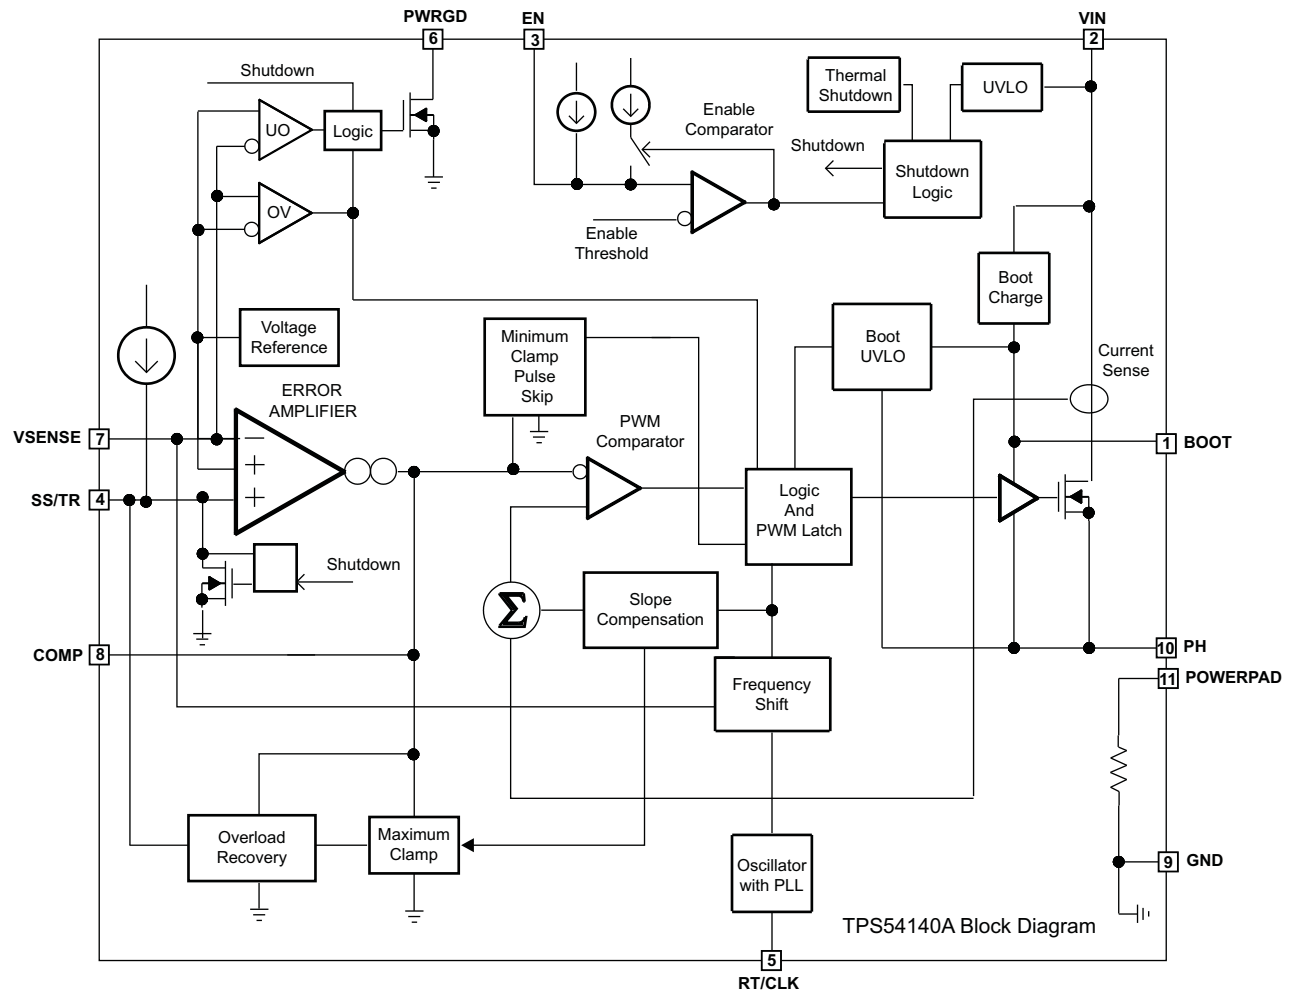 PWRGD
6
EN
3
VIN
2
Shutdown
UO
Logic
OV
Enable
Comparator
Enable
Threshold
Thermal
Shutdown
UVLO
Shutdown
Shutdown
Logic
Boot
Charge
Voltage
Reference
Minimum
Clamp
Pulse
Skip
Boot
UVLO
Current
Sense
ERROR
AMPLIFIER
PWM
Comparator
VSENSE 7
−
+
+
1 BOOT
SS/TR 4
Logic
And
PWM Latch
Shutdown
Σ
Slope
Compensation
COMP 8
10 PH
11 POWERPAD
Frequency
Shift
Overload
Recovery
Maximum
Clamp
Oscillator
with PLL
9 GND
TPS54140A Block Diagram
5
RT/CLK